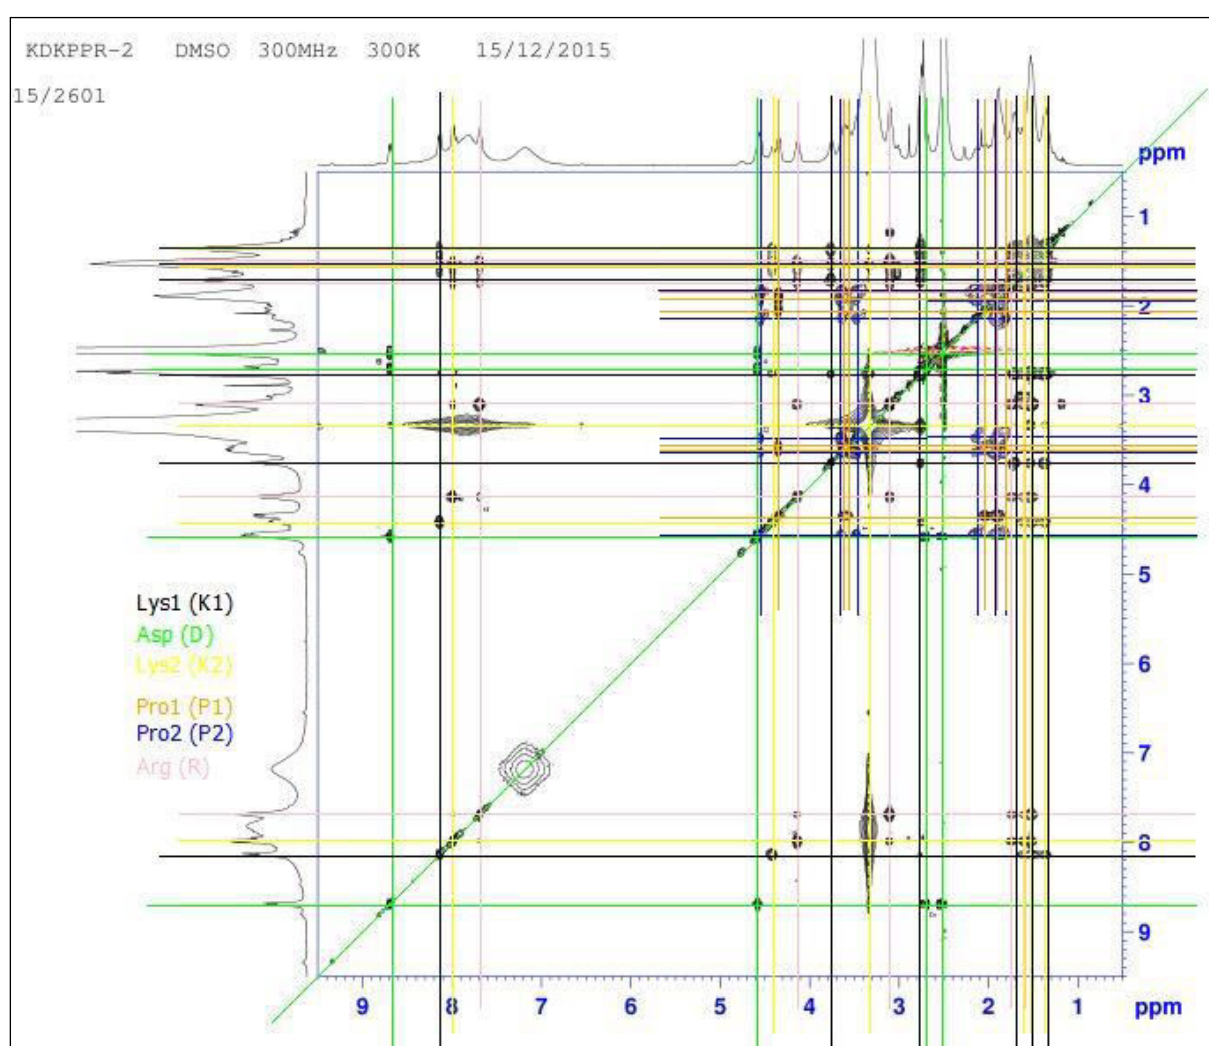 KDKPPR-2 DMSO 300MHz 300K 15/12/2015
15/2601
ppm
1
2
3
4
5
6
7
8
9
Lys1 (K1)
Asp (D)
Lys2 (K2)
Pro1 (P1)
Pro2 (P2)
Arg (R)
9 8 7 6 5 4 3 2 1 ppm